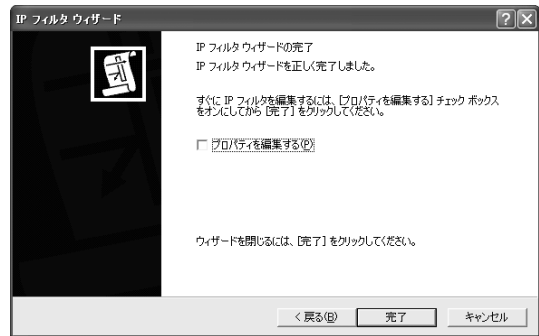 IP フィルタ ウィザード
IP フィルタ ウィザードの完了
IP フィルタ ウィザードを正しく完了しました。
すぐに IP フィルタを編集するには、[プロパティを編集する] チェック ボックス
をオンにしてから [完了] をクリックしてください。
プロパティを編集する(P)
ウィザードを閉じるには、[完了] をクリックしてください。
< 戻る(B) 完了 キャンセル